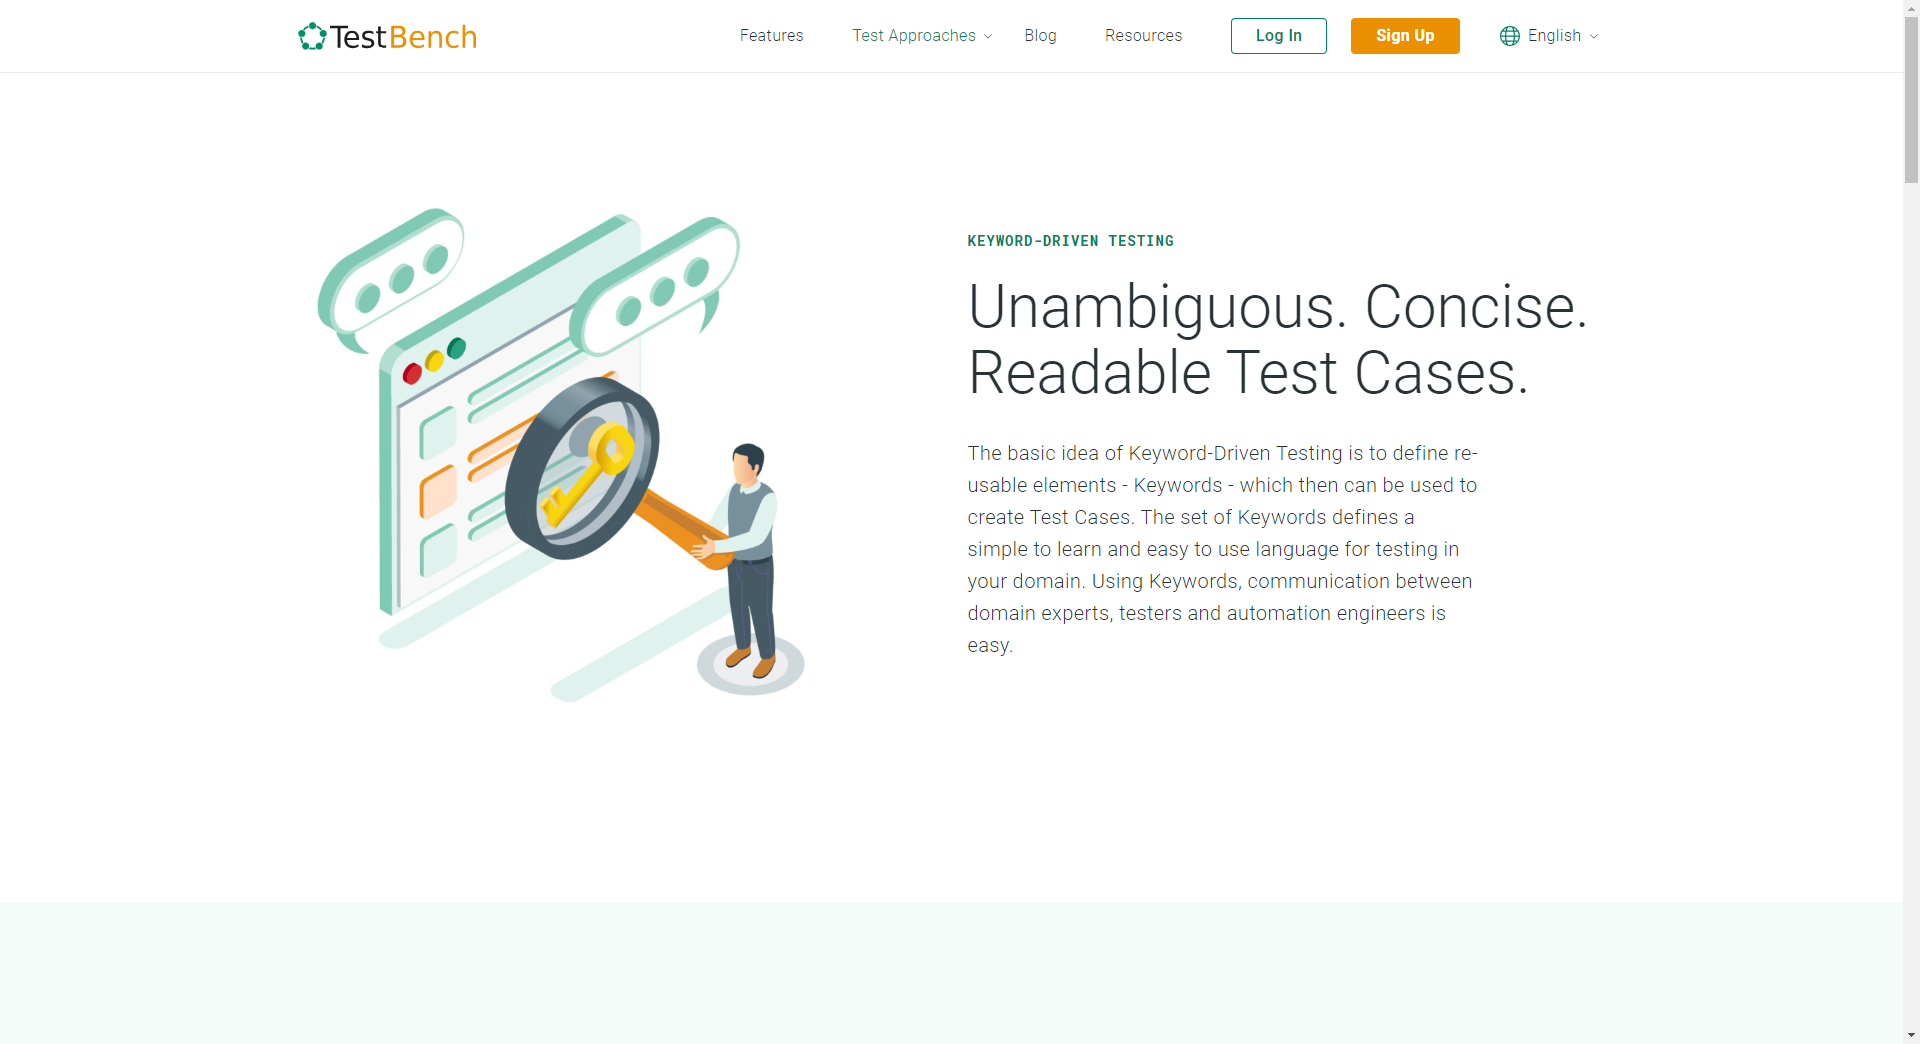 TestBench
Features
Test Approaches
Blog
Resources
Log In
Sign Up
English
KEYWORD-DRIVEN TESTING
Unambiguous. Concise.
Readable Test Cases.
The basic idea of Keyword-Driven Testing is to define re-
usable elements - Keywords - which then can be used to
create Test Cases. The set of Keywords defines a
simple to learn and easy to use language for testing in
your domain. Using Keywords, communication between
domain experts, testers and automation engineers is
easy.